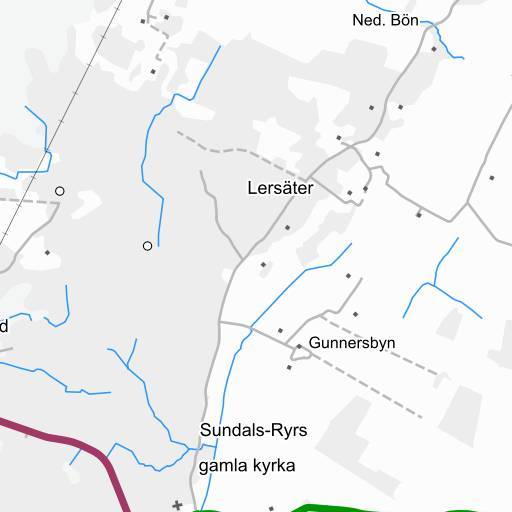 Ned. Bön
Lersäter
d
Gunnersbyn
Sundals-Ryrs
gamla kyrka